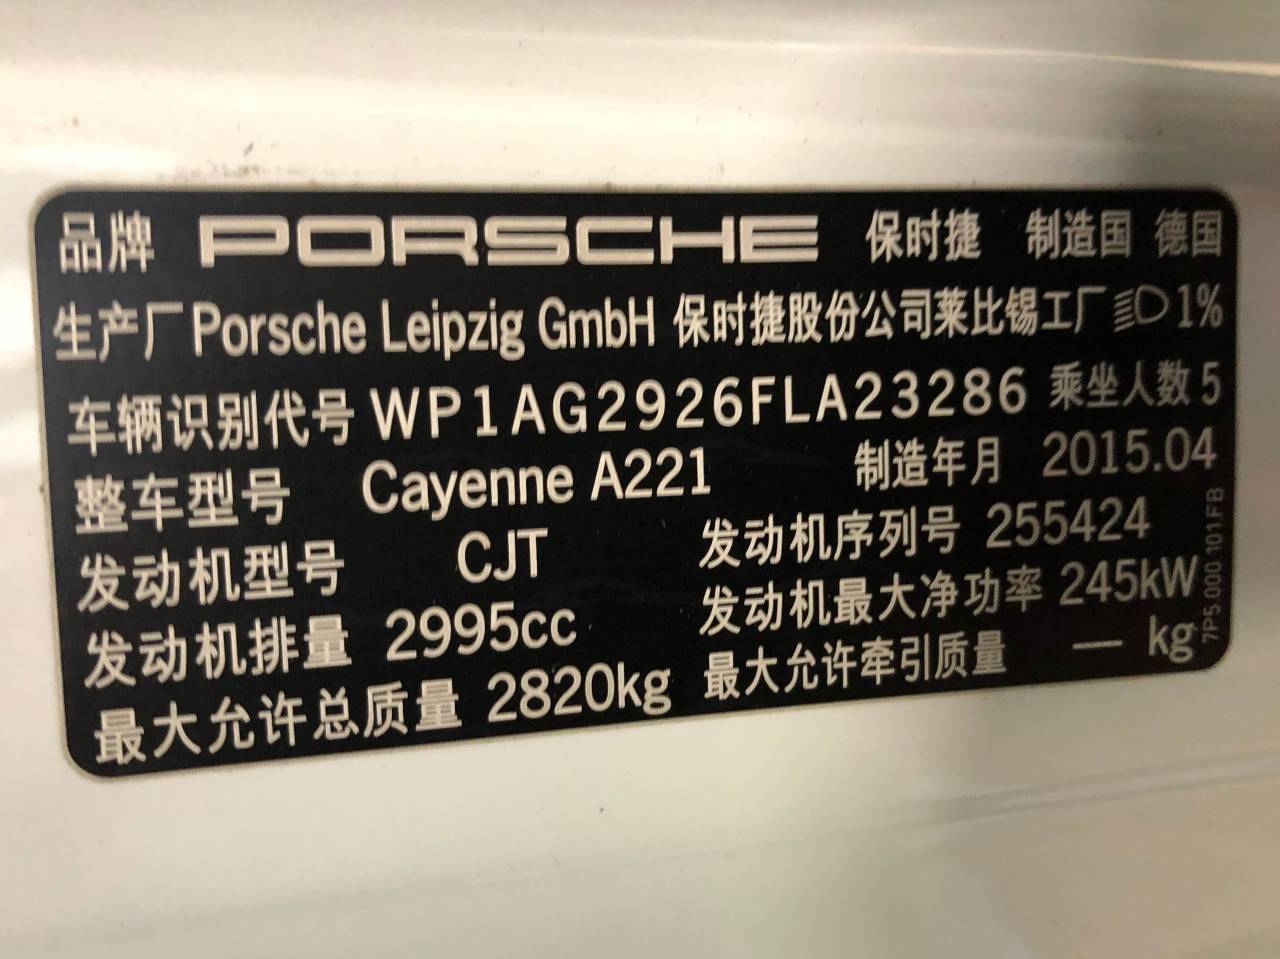 品牌 PORSCHE 保时捷 制造国 德国
生产厂 Porsche Leipzig GmbH 保时捷股份公司莱比锡工厂 1%
车辆识别代号 WP1AG2926FLA23286 乘坐人数 5
整车型号 Cayenne A221 制造年月 2015.04
发动机型号 CJT 发动机序列号 255424
发动机排量 2995cc 发动机最大净功率 245kW
最大允许总质量 2820kg 最大允许牵引质量 — kg
7P5.000.101.FB